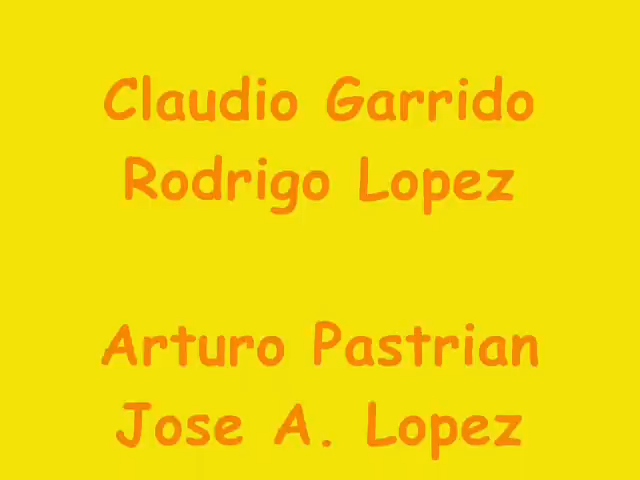 Claudio Garrido
Rodrigo Lopez
Arturo Pastrian
Jose A. Lopez